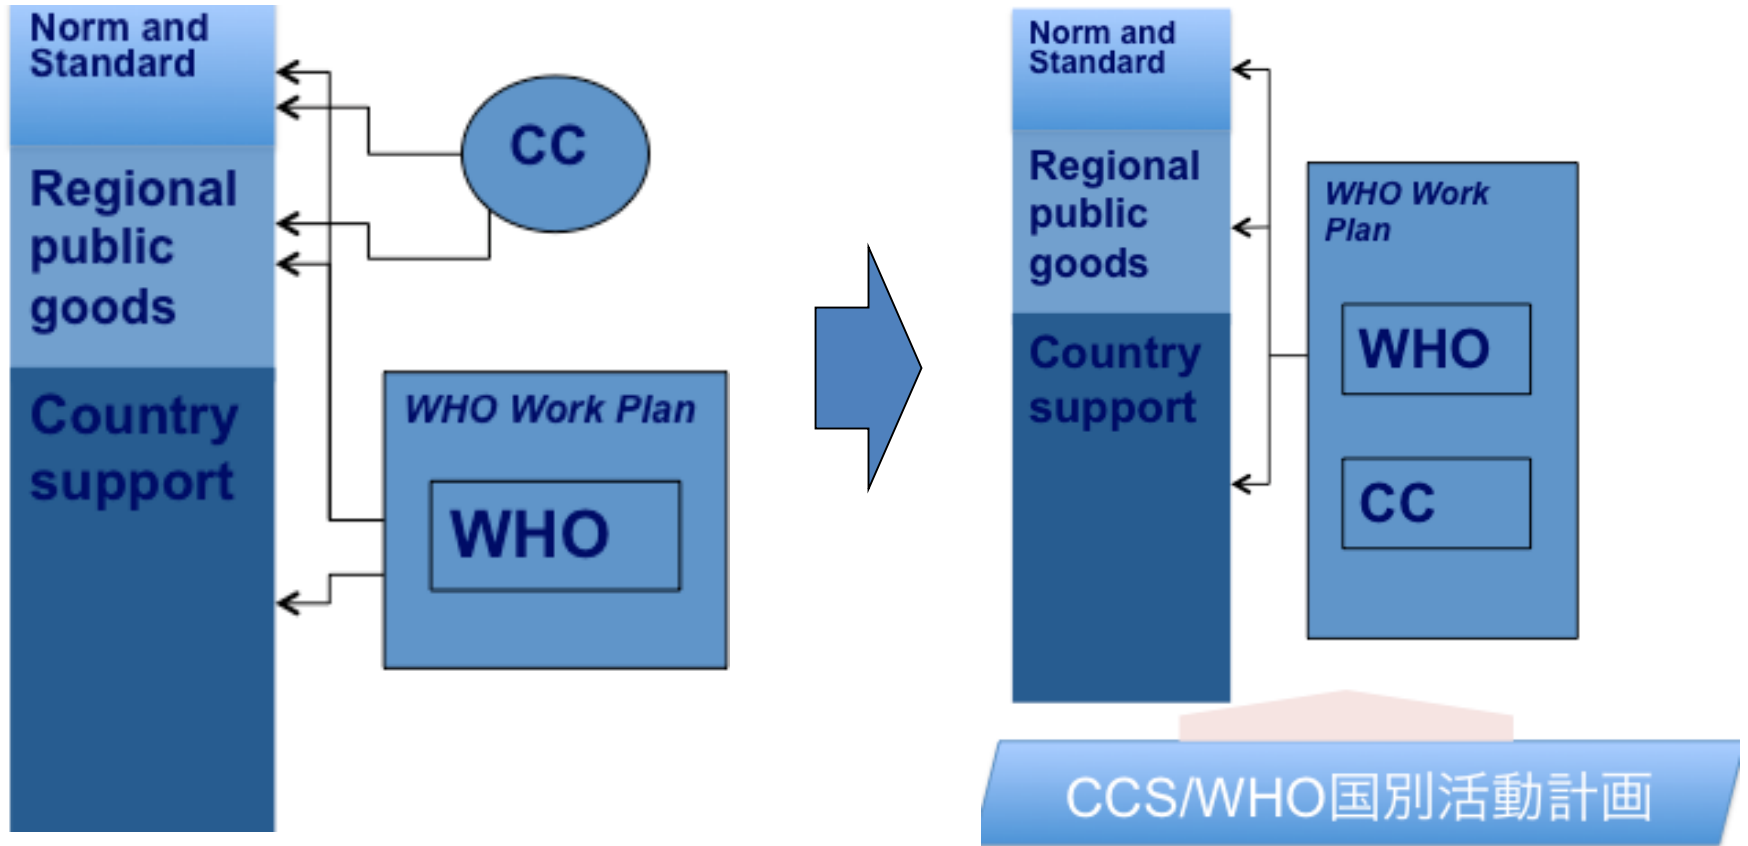 Norm and
Standard
Regional
public
goods
Country
support
CC
WHO Work Plan
WHO
Norm and
Standard
Regional
public
goods
Country
support
WHO Work
Plan
WHO
CC
CCS/WHO国別活動計画